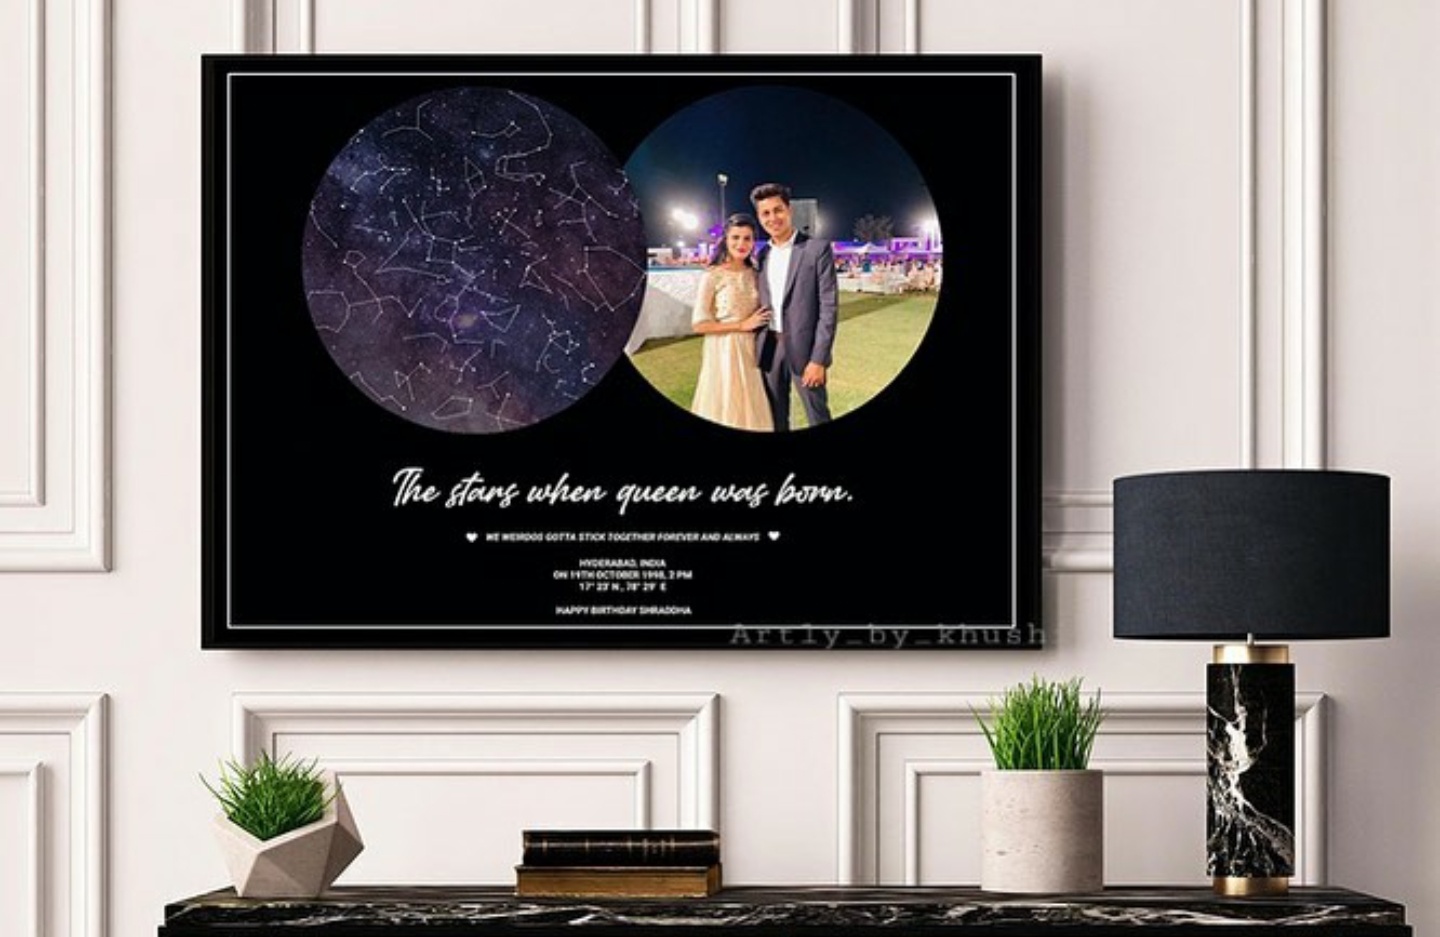 The stars when queen was born.
WE WEIRDOS GOTTA STICK TOGETHER FOREVER AND ALWAYS
HYDERABAD, INDIA
ON 19TH OCTOBER 1998, 2 PM
17° 23' N, 78° 29' E
HAPPY BIRTHDAY SHRADDHA
Artly_by_khush